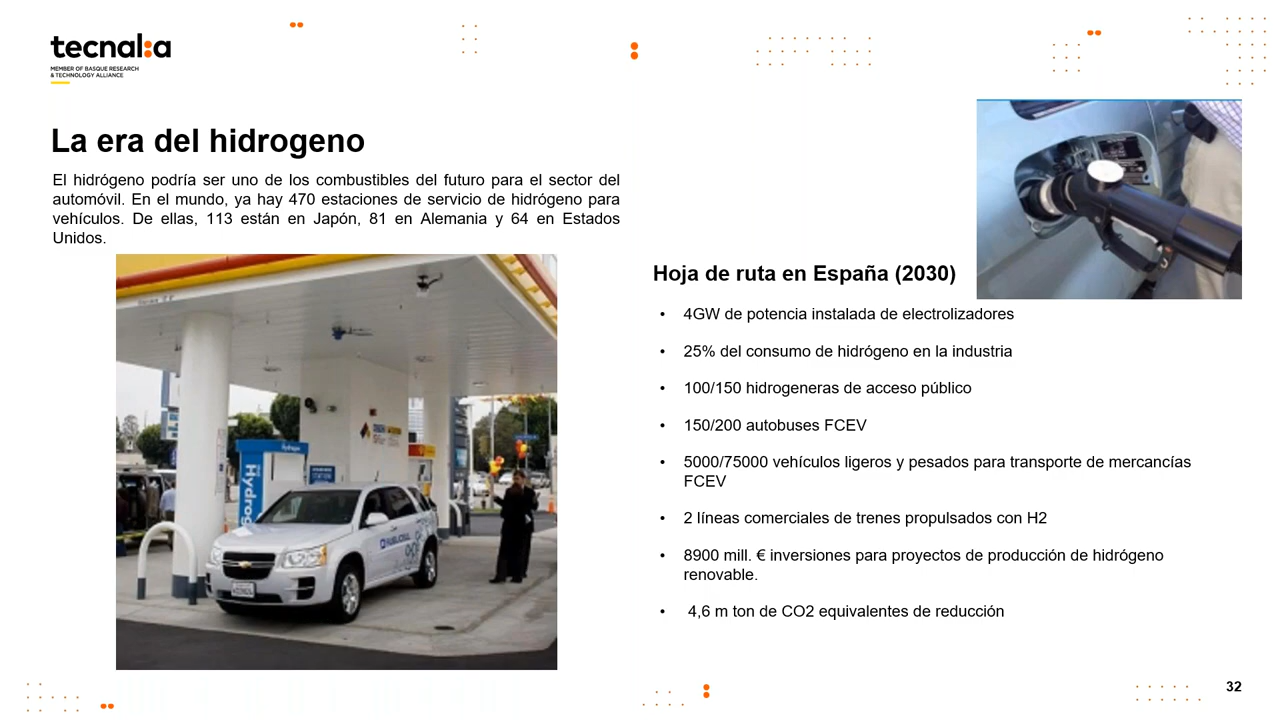 tecnal:a
MEMBER OF BASQUE RESEARCH
& TECHNOLOGY ALLIANCE
La era del hidrogeno
El hidrógeno podría ser uno de los combustibles del futuro para el sector del
automóvil. En el mundo, ya hay 470 estaciones de servicio de hidrógeno para
vehículos. De ellas, 113 están en Japón, 81 en Alemania y 64 en Estados
Unidos.
Hydrogen
Hydrog
Hoja de ruta en España (2030)
• 4GW de potencia instalada de electrolizadores
• 25% del consumo de hidrógeno en la industria
• 100/150 hidrogeneras de acceso público
• 150/200 autobuses FCEV
• 5000/75000 vehículos ligeros y pesados para transporte de mercancías
FCEV
• 2 líneas comerciales de trenes propulsados con H2
• 8900 mill. € inversiones para proyectos de producción de hidrógeno
renovable.
• 4,6 m ton de CO2 equivalentes de reducción
32